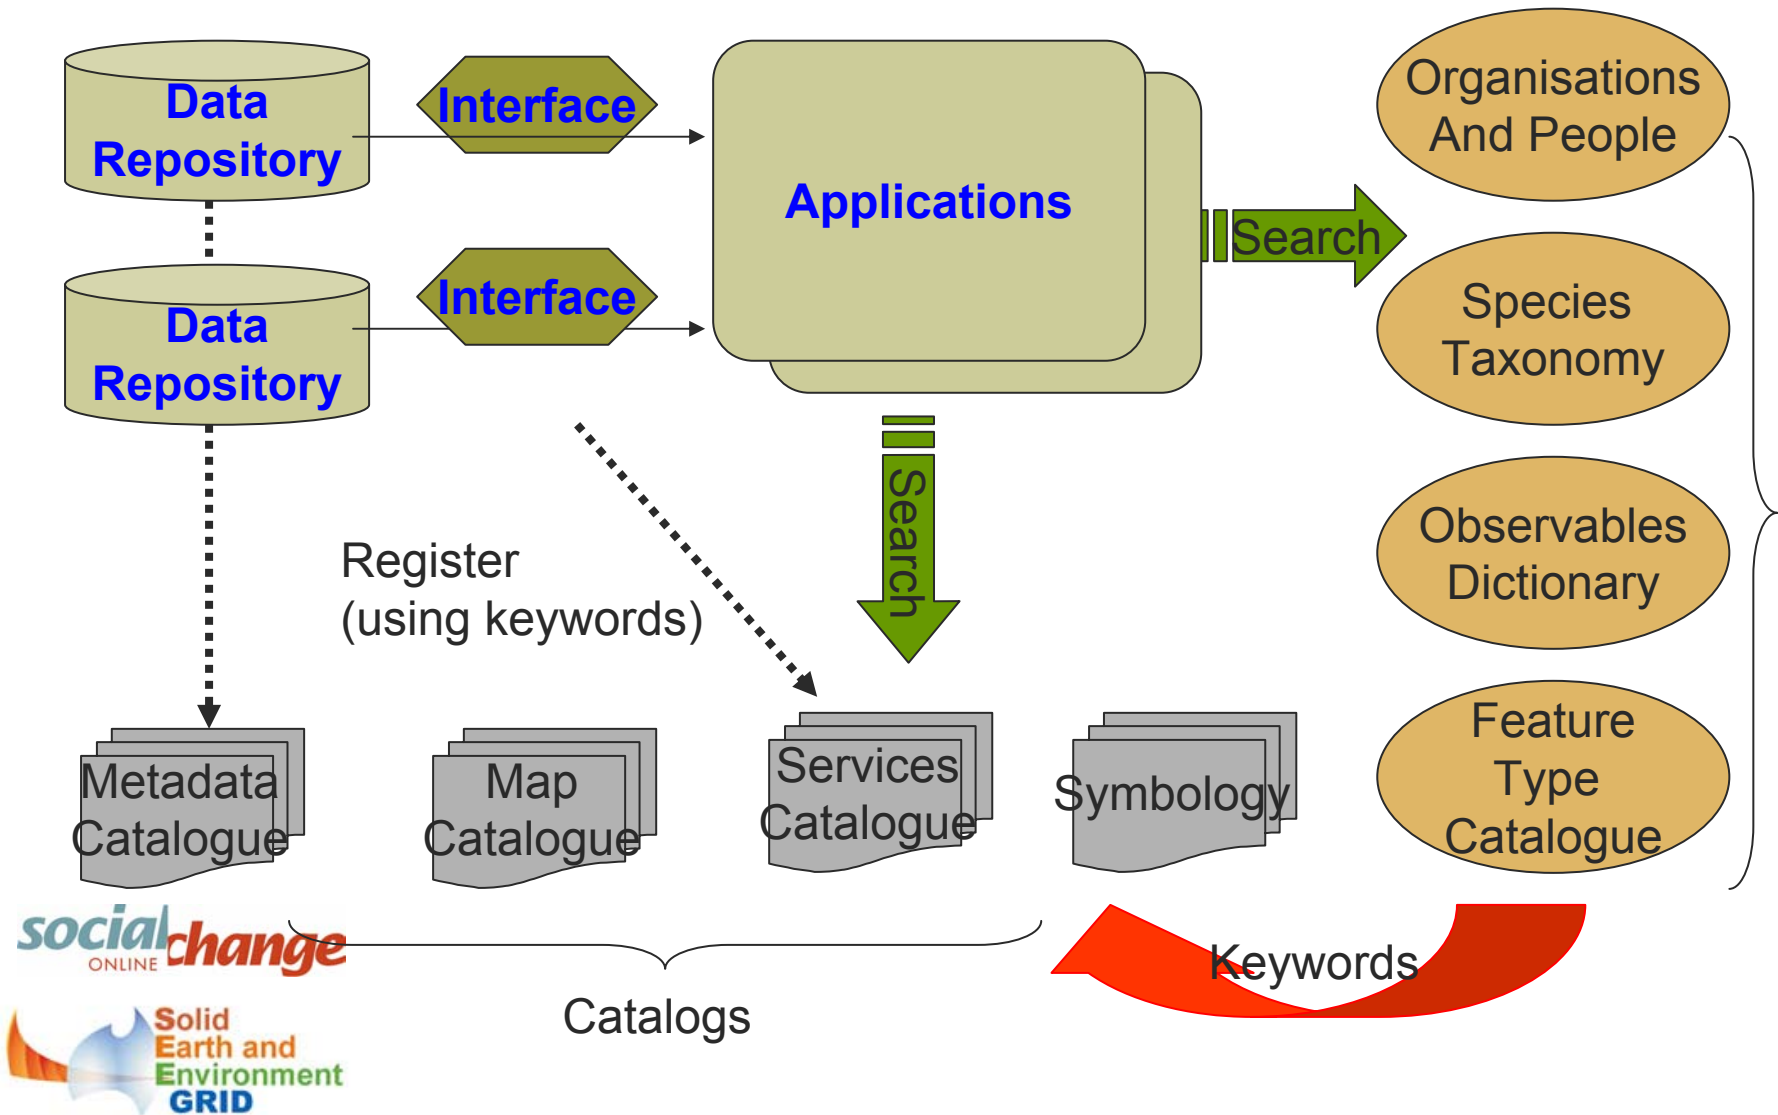 Data
Repository
Interface
Applications
Organisations
And People
Search
Data
Repository
Interface
Species
Taxonomy
Search
Register
(using keywords)
Observables
Dictionary
Metadata
Catalogue
Map
Catalogue
Services
Catalogue
Symbology
Feature
Type
Catalogue
social change
ONLINE
Keywords
Catalogs
Solid
Earth and
Environment
GRID